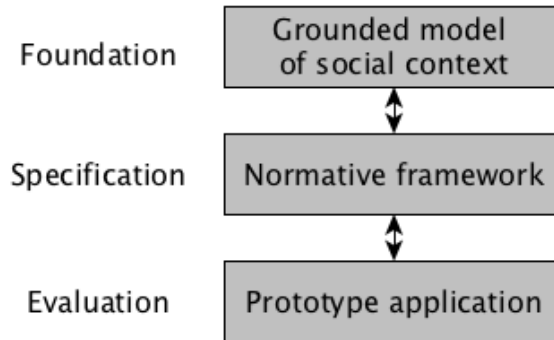 Foundation
Grounded model
of social context
Specification
Normative framework
Evaluation
Prototype application